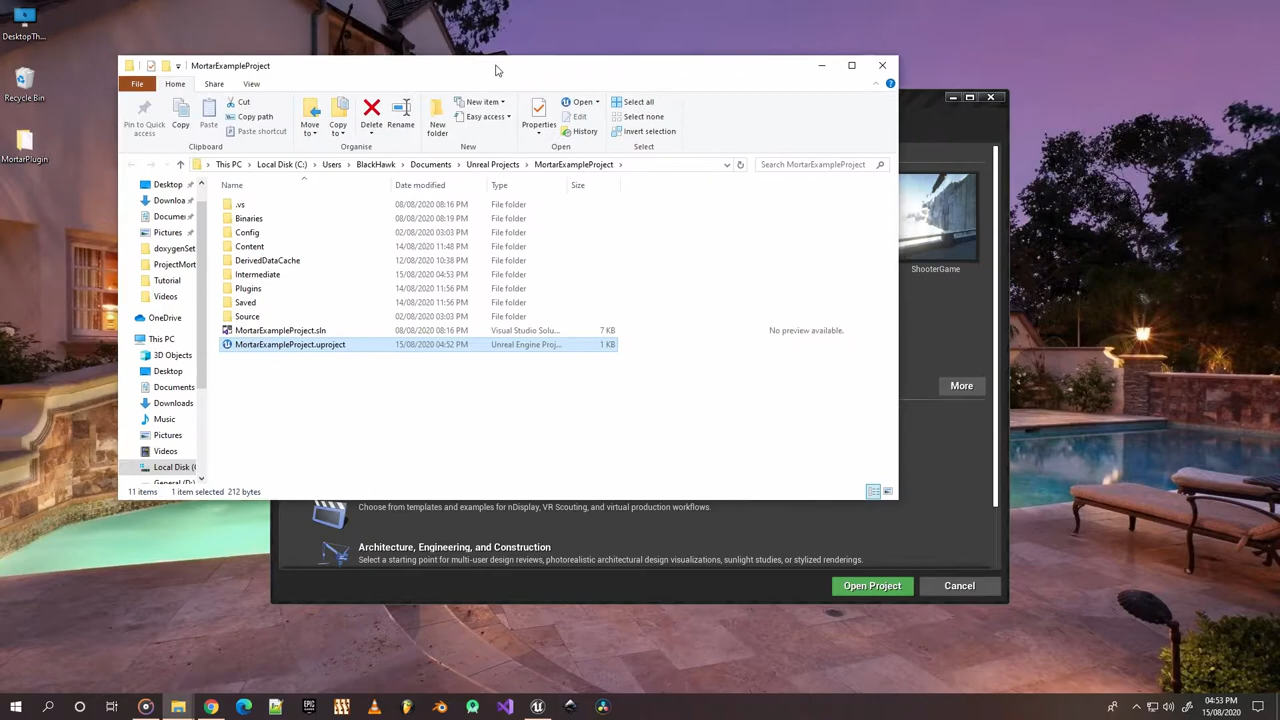 DesktopTh...
Recycle Bin
MortarPlugin
MortarExampleProject
File Home Share View
Pin to Quick access
Copy
Paste
Cut
Copy path
Paste shortcut
Clipboard
Move to
Copy to
Delete
Rename
Organise
New folder
New item
Easy access
New
Properties
Open
Edit
History
Open
Select all
Select none
Invert selection
Select
This PC Local Disk (C:) Users BlackHawk Documents Unreal Projects MortarExampleProject
Search MortarExampleProject
Name Date modified Type Size
.vs 08/08/2020 08:16 PM File folder
Binaries 08/08/2020 08:19 PM File folder
Config 02/08/2020 03:03 PM File folder
Content 14/08/2020 11:48 PM File folder
DerivedDataCache 12/08/2020 10:38 PM File folder
Intermediate 15/08/2020 04:53 PM File folder
Plugins 14/08/2020 11:56 PM File folder
Saved 14/08/2020 11:56 PM File folder
Source 02/08/2020 03:03 PM File folder
MortarExampleProject.sln 08/08/2020 08:16 PM Visual Studio Solu... 7 KB
MortarExampleProject.uproject 15/08/2020 04:52 PM Unreal Engine Proj... 1 KB
Desktop
Downloa
Docume
Pictures
doxygenSet
ProjectMort
Tutorial
Videos
OneDrive
This PC
3D Objects
Desktop
Documents
Downloads
Music
Pictures
Videos
Local Disk (
No preview available.
11 items 1 item selected 212 bytes
ShooterGame
More
Choose from templates and examples for nDisplay, VR Scouting, and virtual production workflows.
Architecture, Engineering, and Construction
Select a starting point for multi-user design reviews, photorealistic architectural design visualizations, sunlight studies, or stylized renderings.
Open Project
Cancel
EPIC
04:53 PM
15/08/2020